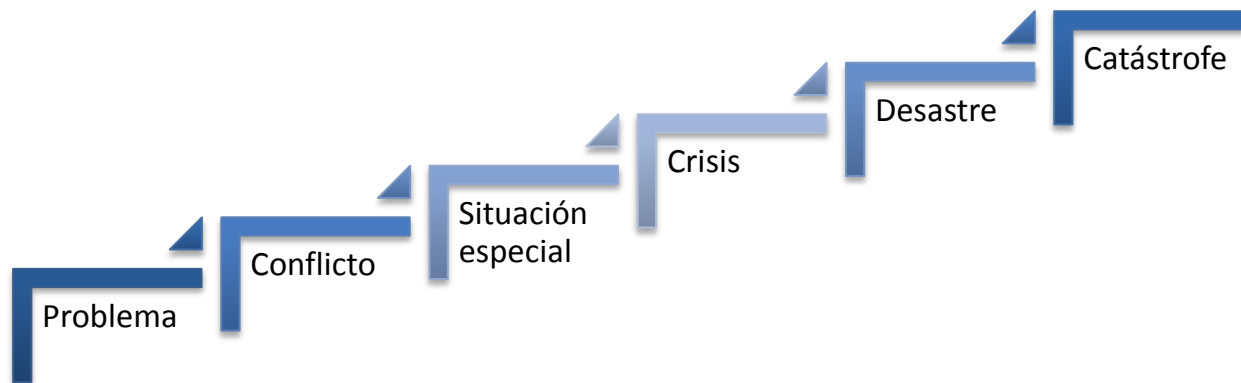 Problema
Conflicto
Situación
especial
Crisis
Desastre
Catástrofe